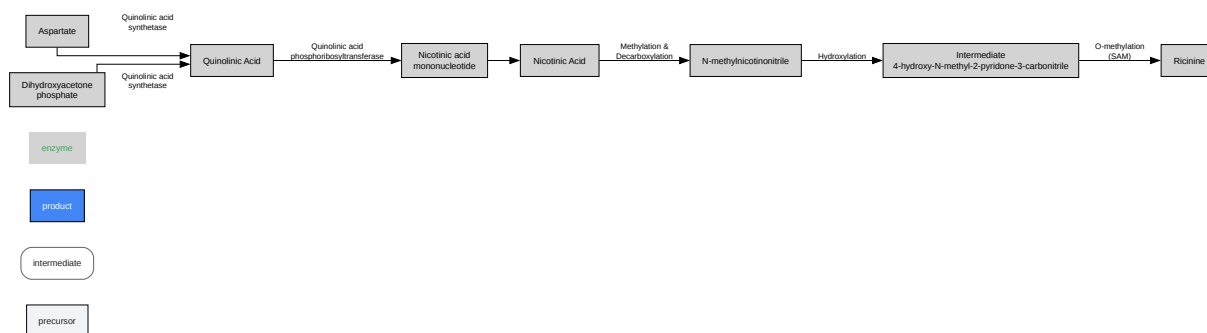 Aspartate
Quinolinic acid
synthetase
Dihydroxyacetone
phosphate
Quinolinic acid
synthetase
Quinolinic Acid
Quinolinic acid
phosphoribosyltransferase
Nicotinic acid
mononucleotide
Nicotinic Acid
Methylation &
Decarboxylation
N-methylnicotinonitrile
Hydroxylation
Intermediate
4-hydroxy-N-methyl-2-pyridone-3-carbonitrile
O-methylation
(SAM)
Ricinine
enzyme
product
intermediate
precursor